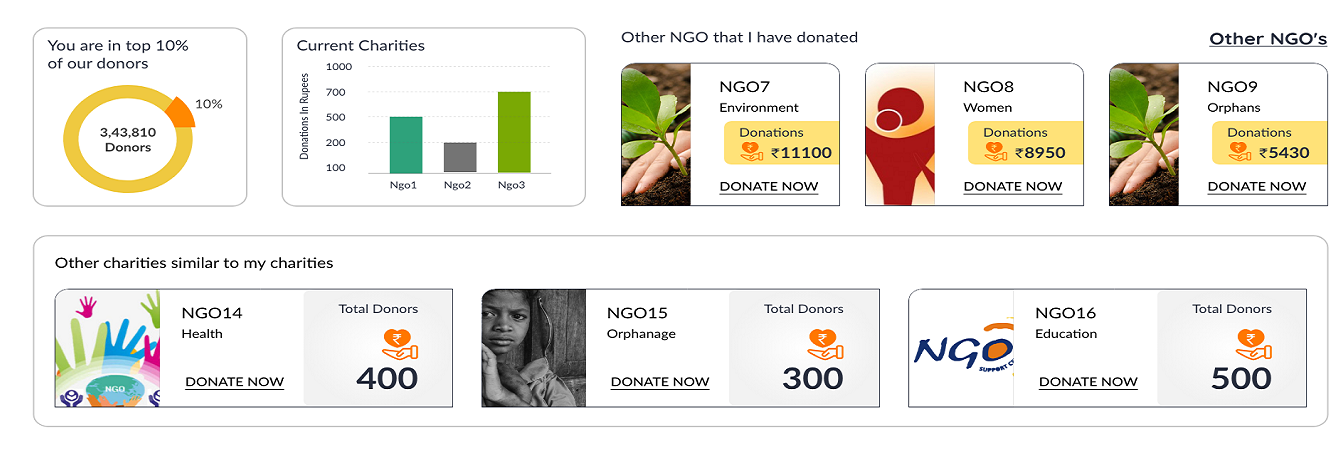 You are in top 10%
of our donors
10%
3,43,810
Donors
Current Charities
Donations In Rupees
1000
700
500
200
100
Ngo1 Ngo2 Ngo3
Other NGO that I have donated
Other NGO's
NGO7
Environment
Donations
₹11100
DONATE NOW
NGO8
Women
Donations
₹8950
DONATE NOW
NGO9
Orphans
Donations
₹5430
DONATE NOW
Other charities similar to my charities
NGO
NGO14
Health
DONATE NOW
Total Donors
₹
400
NGO15
Orphanage
DONATE NOW
Total Donors
₹
300
NGO
SUPPORT
NGO16
Education
DONATE NOW
Total Donors
₹
500